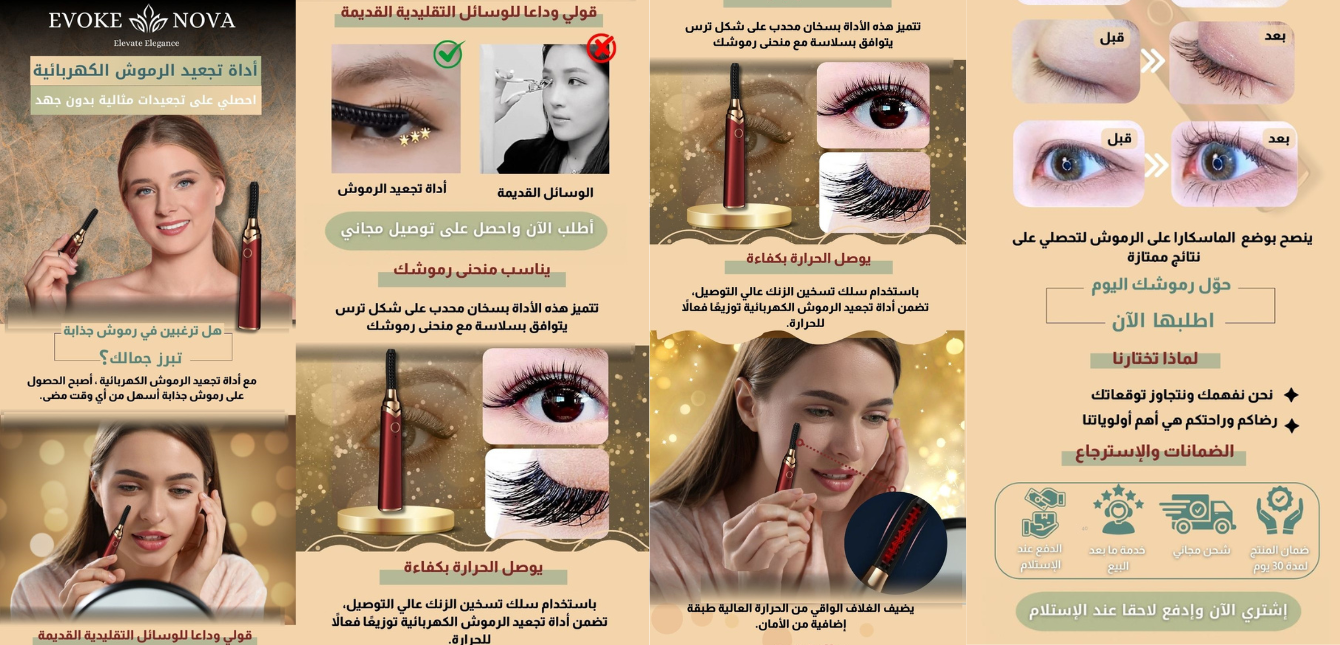 EVOKE NOVA
Elevate Elegance
أداة تجعيد الرموش الكهربائية
احصلي على تجعيدات مثالية بدون جهد
هل ترغبين في رموش جذابة
تبرز جمالك؟
مع أداة تجعيد الرموش الكهربائية ، أصبح الحصول
على رموش جذابة أسهل من أي وقت مضى.
قولي وداعا للوسائل التقليدية القديمة
قولي وداعا للوسائل التقليدية القديمة
أداة تجعيد الرموش
الوسائل القديمة
أطلب الآن واحصل على توصيل مجاني
يناسب منحنى رموشك
تتميز هذه الأداة بسخان محدب على شكل ترس
يتوافق بسلاسة مع منحنى رموشك
يوصل الحرارة بكفاءة
باستخدام سلك تسخين الزنك عالي التوصيل،
تضمن أداة تجعيد الرموش الكهربائية توزيعًا فعالًا
للحرارة.
تتميز هذه الأداة بسخان محدب على شكل ترس
يتوافق بسلاسة مع منحنى رموشك
يوصل الحرارة بكفاءة
باستخدام سلك تسخين الزنك عالي التوصيل،
تضمن أداة تجعيد الرموش الكهربائية توزيعًا فعالًا
للحرارة.
يضيف الغلاف الواقي من الحرارة العالية طبقة
إضافية من الأمان.
قبل
بعد
قبل
بعد
ينصح بوضع الماسكارا على الرموش لتحصلي على
نتائج ممتازة
حوّل رموشك اليوم
اطلبها الآن
لماذا تختارنا
نحن نفهمك ونتجاوز توقعاتك
رضاكم وراحتكم هي أهم أولوياتنا
الضمانات والإسترجاع
ضمان المنتج
لمدة 30 يوم
شحن مجاني
خدمة ما بعد
البيع
الدفع عند
الإستلام
إشتري الآن وإدفع لاحقا عند الإستلام